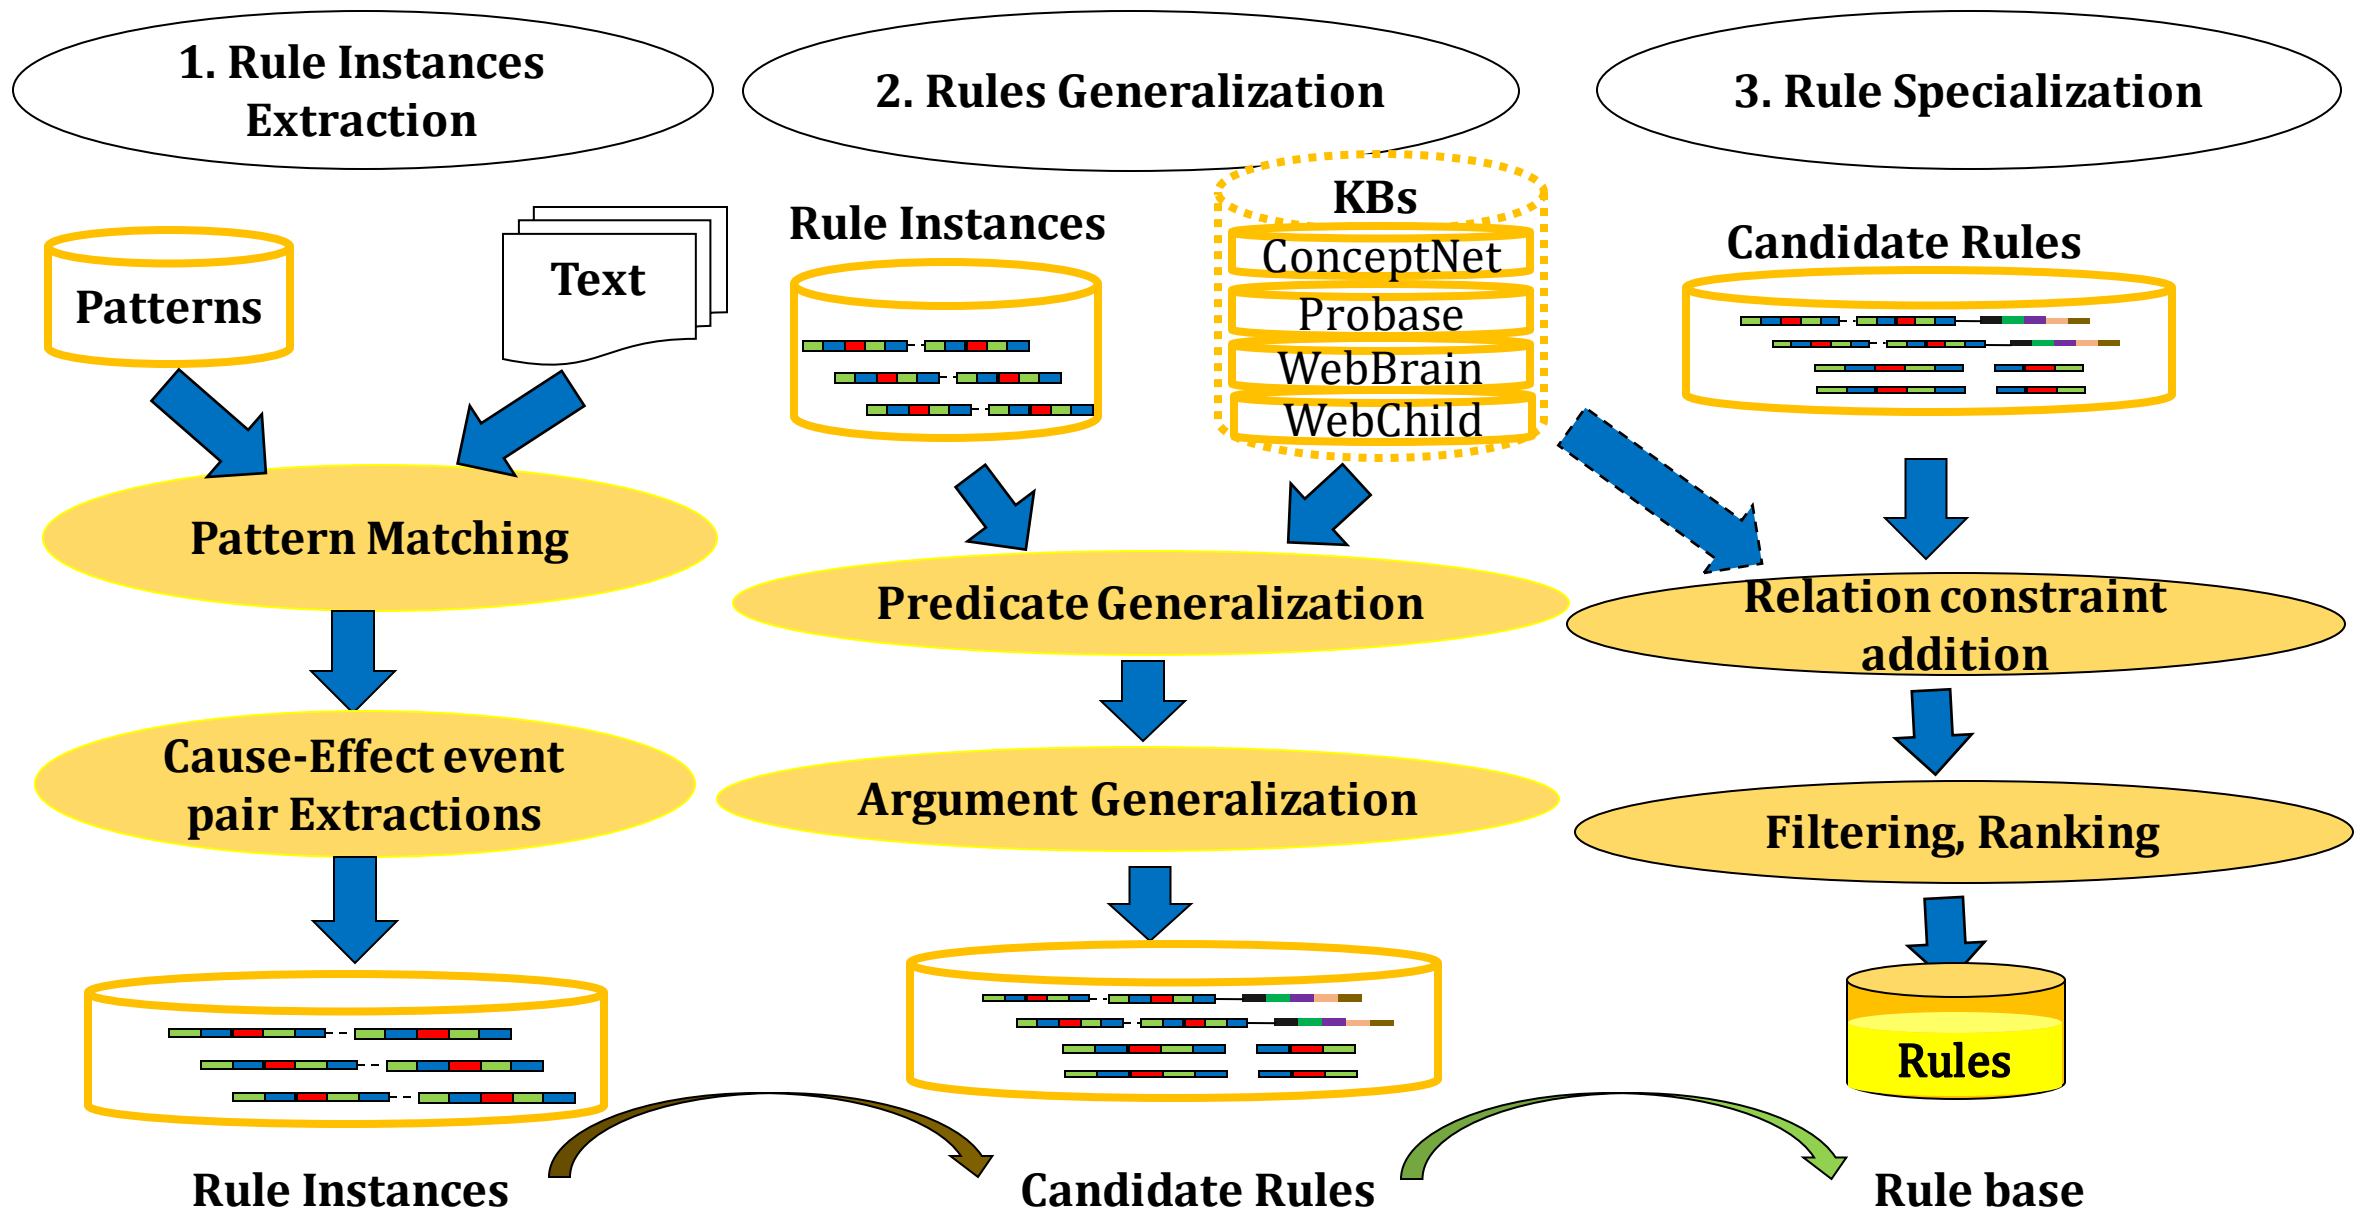 1. Rule Instances
Extraction
2. Rules Generalization
3. Rule Specialization
Patterns
Text
Rule Instances
KBs
ConceptNet
Probase
WebBrain
WebChild
Candidate Rules
Pattern Matching
Predicate Generalization
Relation constraint
addition
Cause-Effect event
pair Extractions
Argument Generalization
Filtering, Ranking
Rules
Rule Instances
Candidate Rules
Rule base